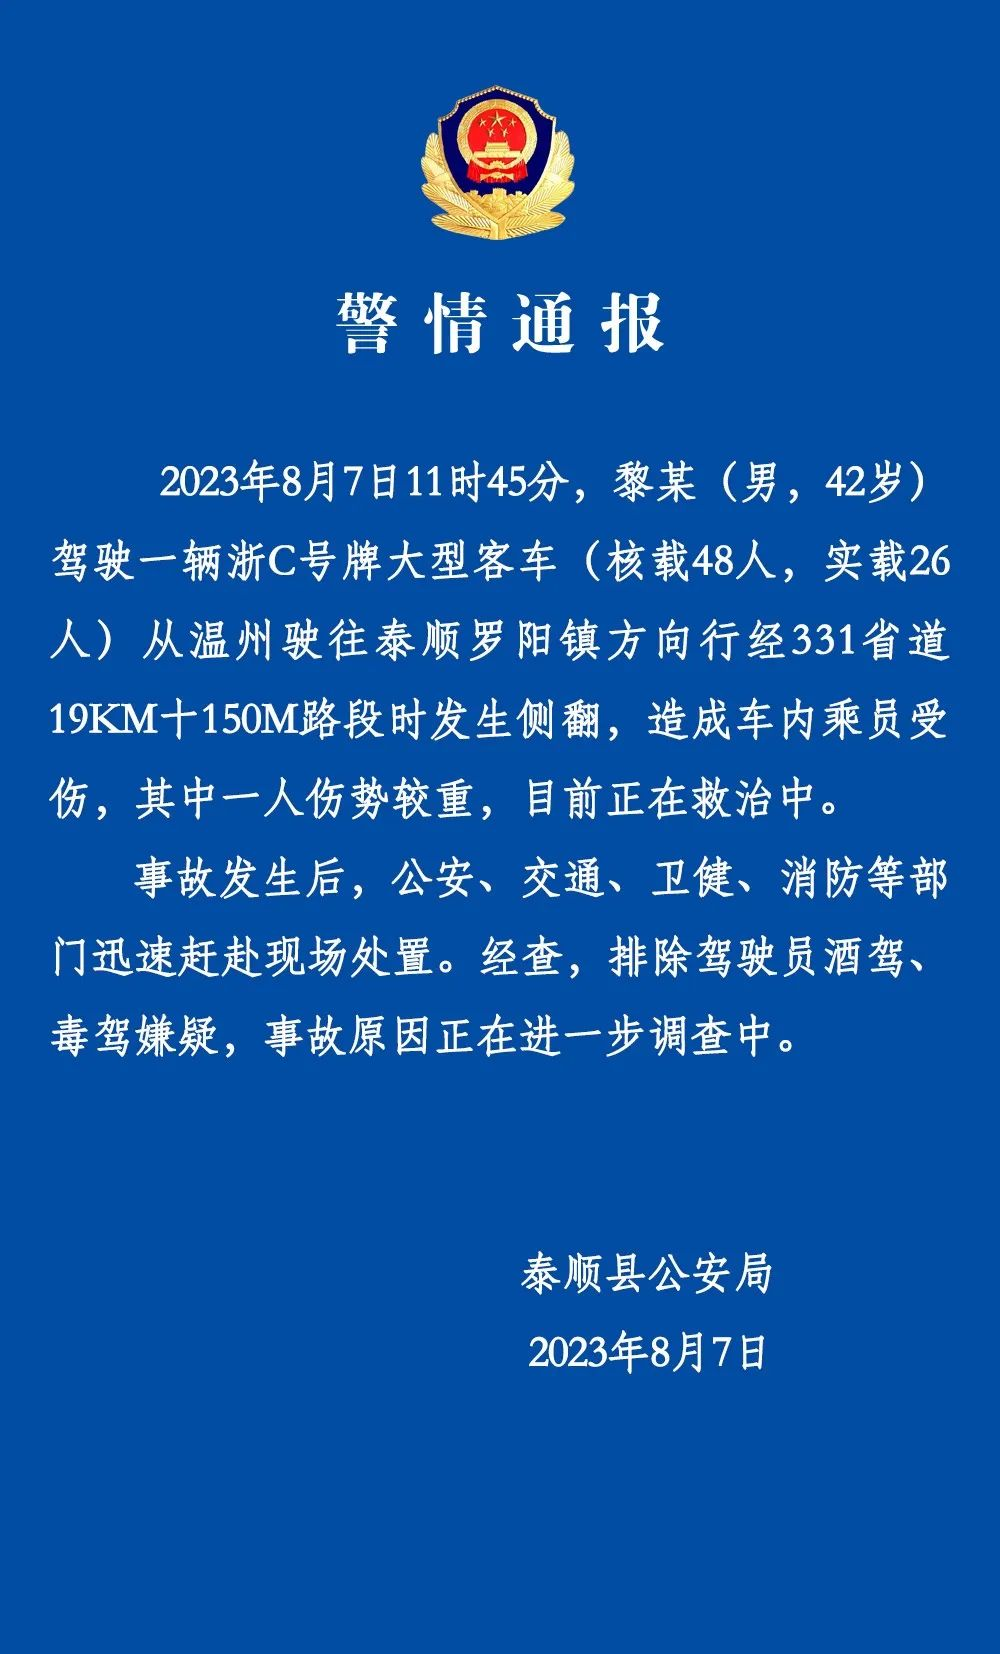 警情通报
2023年8月7日11时45分，黎某（男，42岁）
驾驶一辆浙C号牌大型客车（核载48人，实载26
人）从温州驶往泰顺罗阳镇方向行经331省道
19KM十150M路段时发生侧翻，造成车内乘员受
伤，其中一人伤势较重，目前正在救治中。
事故发生后，公安、交通、卫健、消防等部
门迅速赶赴现场处置。经查，排除驾驶员酒驾、
毒驾嫌疑，事故原因正在进一步调查中。
泰顺县公安局
2023年8月7日